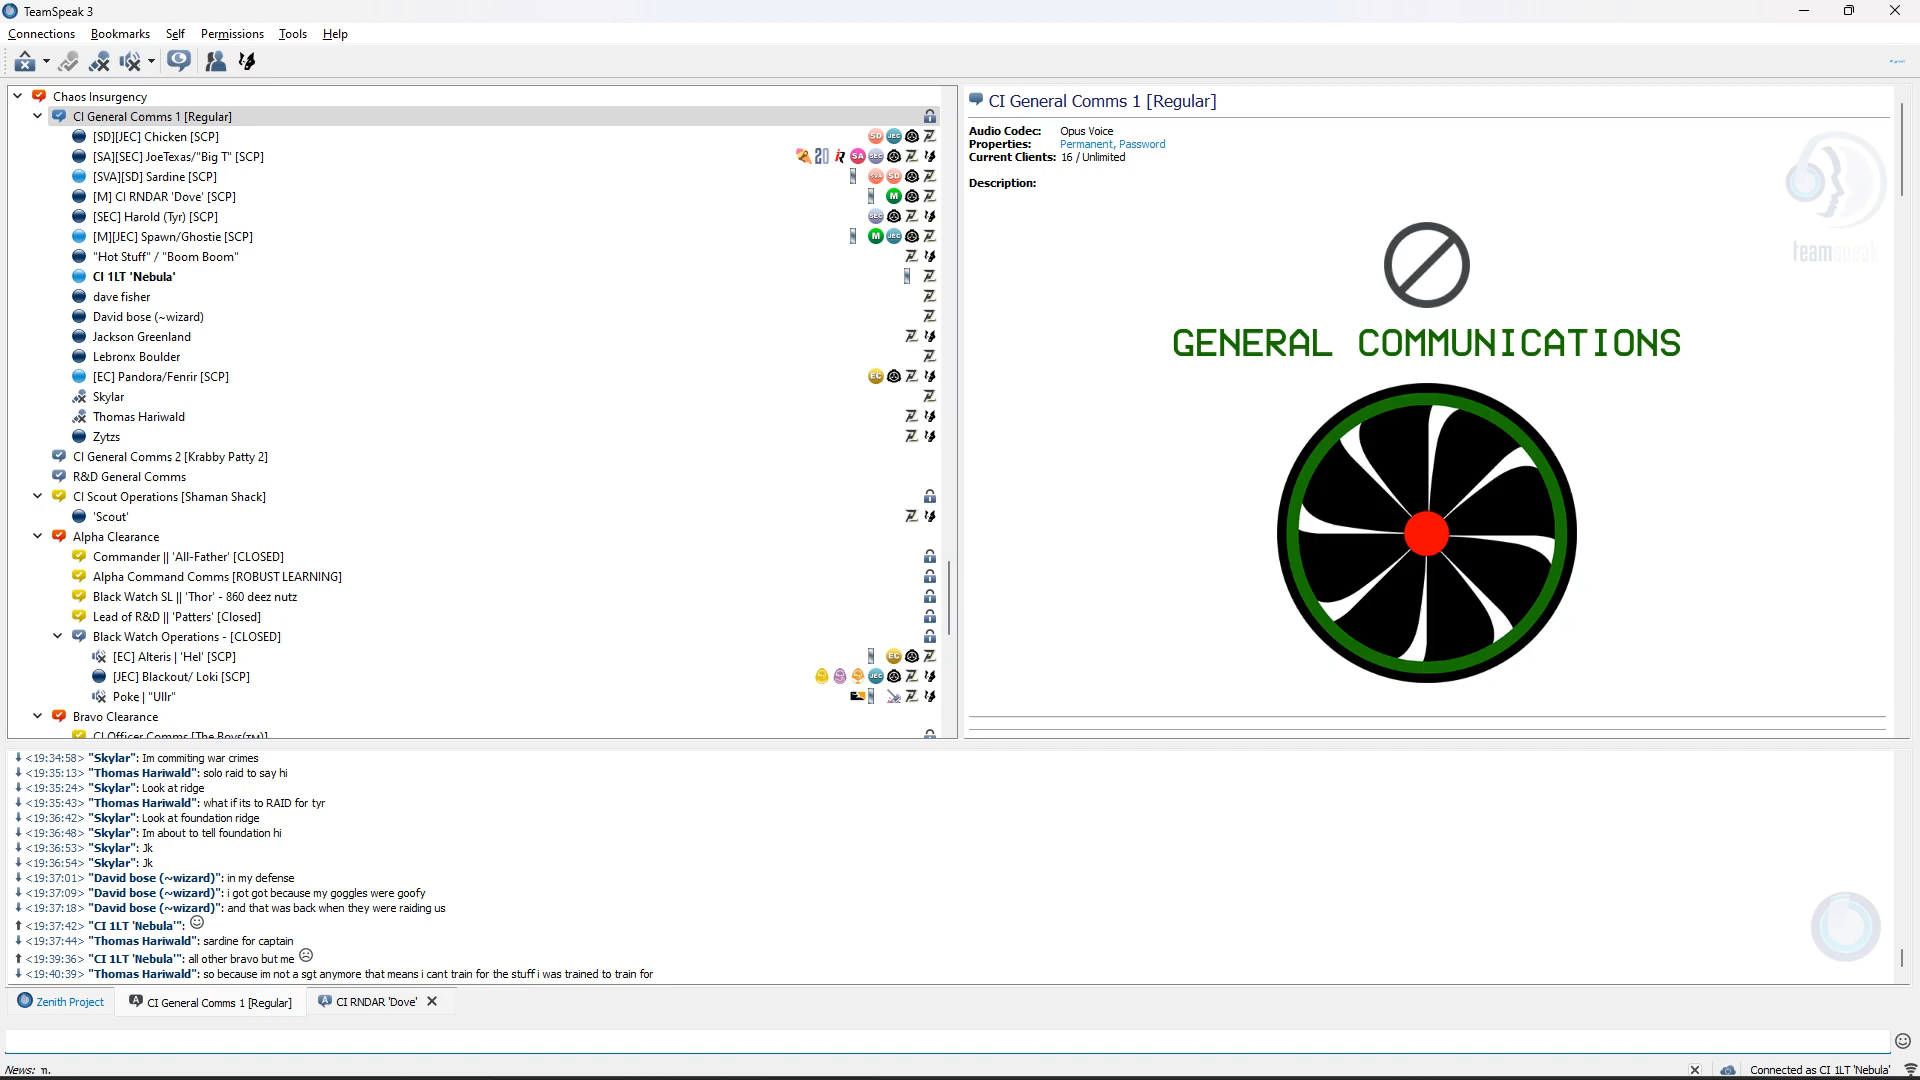 TeamSpeak 3
Connections Bookmarks Self Permissions Tools Help
Chaos Insurgency
CI General Comms 1 [Regular]
[SD][JEC] Chicken [SCP]
[SA][SEC] JoeTexas/"Big T" [SCP]
[SVA][SD] Sardine [SCP]
[M] CI RNDAR 'Dove' [SCP]
[SEC] Harold (Tyr) [SCP]
[M][JEC] Spawn/Ghostie [SCP]
"Hot Stuff" / "Boom Boom"
CI 1LT 'Nebula'
dave fisher
David bose (~wizard)
Jackson Greenland
Lebronx Boulder
[EC] Pandora/Fenrir [SCP]
Skylar
Thomas Hariwald
Zytzs
CI General Comms 2 [Krabby Patty 2]
R&D General Comms
CI Scout Operations [Shaman Shack]
'Scout'
Alpha Clearance
Commander || 'All-Father' [CLOSED]
Alpha Command Comms [ROBUST LEARNING]
Black Watch SL || 'Thor' - 860 deez nutz
Lead of R&D || 'Patters' [Closed]
Black Watch Operations - [CLOSED]
[EC] Alteris | 'Hel' [SCP]
[JEC] Blackout/ Loki [SCP]
Poke | "Ullr"
Bravo Clearance
CI Officer Comms [The Boys(TM)]
CI General Comms 1 [Regular]
Audio Codec: Opus Voice
Properties: Permanent, Password
Current Clients: 16 / Unlimited
Description:
teamspeak
GENERAL COMMUNICATIONS
<19:34:58> "Skylar": Im commiting war crimes
<19:35:13> "Thomas Hariwald": solo raid to say hi
<19:35:24> "Skylar": Look at ridge
<19:35:43> "Thomas Hariwald": what if its to RAID for tyr
<19:36:42> "Skylar": Look at foundation ridge
<19:36:48> "Skylar": Im about to tell foundation hi
<19:36:53> "Skylar": Jk
<19:36:54> "Skylar": Jk
<19:37:01> "David bose (~wizard)": in my defense
<19:37:09> "David bose (~wizard)": i got got because my goggles were goofy
<19:37:18> "David bose (~wizard)": and that was back when they were raiding us
<19:37:42> "CI 1LT 'Nebula'":
<19:37:44> "Thomas Hariwald": sardine for captain
<19:39:36> "CI 1LT 'Nebula'": all other bravo but me
<19:40:39> "Thomas Hariwald": so because im not a sgt anymore that means i cant train for the stuff i was trained to train for
Zenith Project CI General Comms 1 [Regular] CI RNDAR 'Dove'
News: Connected as CI 1LT 'Nebula'